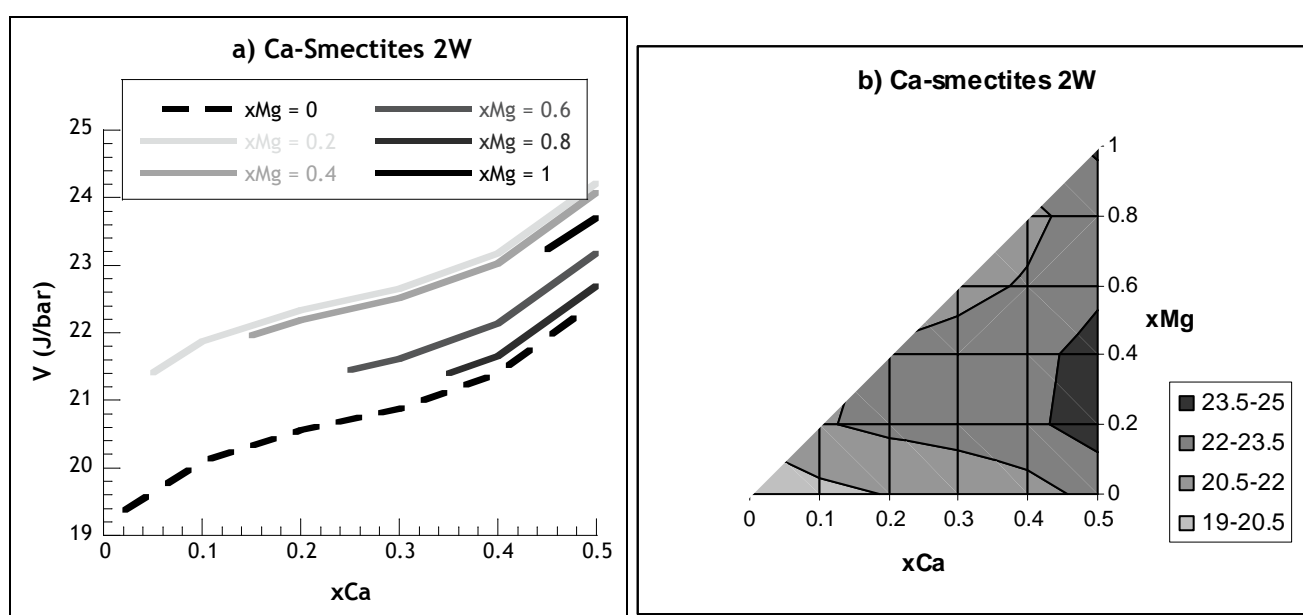 a) Ca-Smectites 2W
xMg = 0
xMg = 0.2
xMg = 0.4
xMg = 0.6
xMg = 0.8
xMg = 1
V (J/bar)
25
24
23
22
21
20
19
0 0.1 0.2 0.3 0.4 0.5
xCa
b) Ca-smectites 2W
1
0.8
0.6
0.4
0.2
0
xMg
0 0.1 0.2 0.3 0.4 0.5
xCa
23.5-25
22-23.5
20.5-22
19-20.5